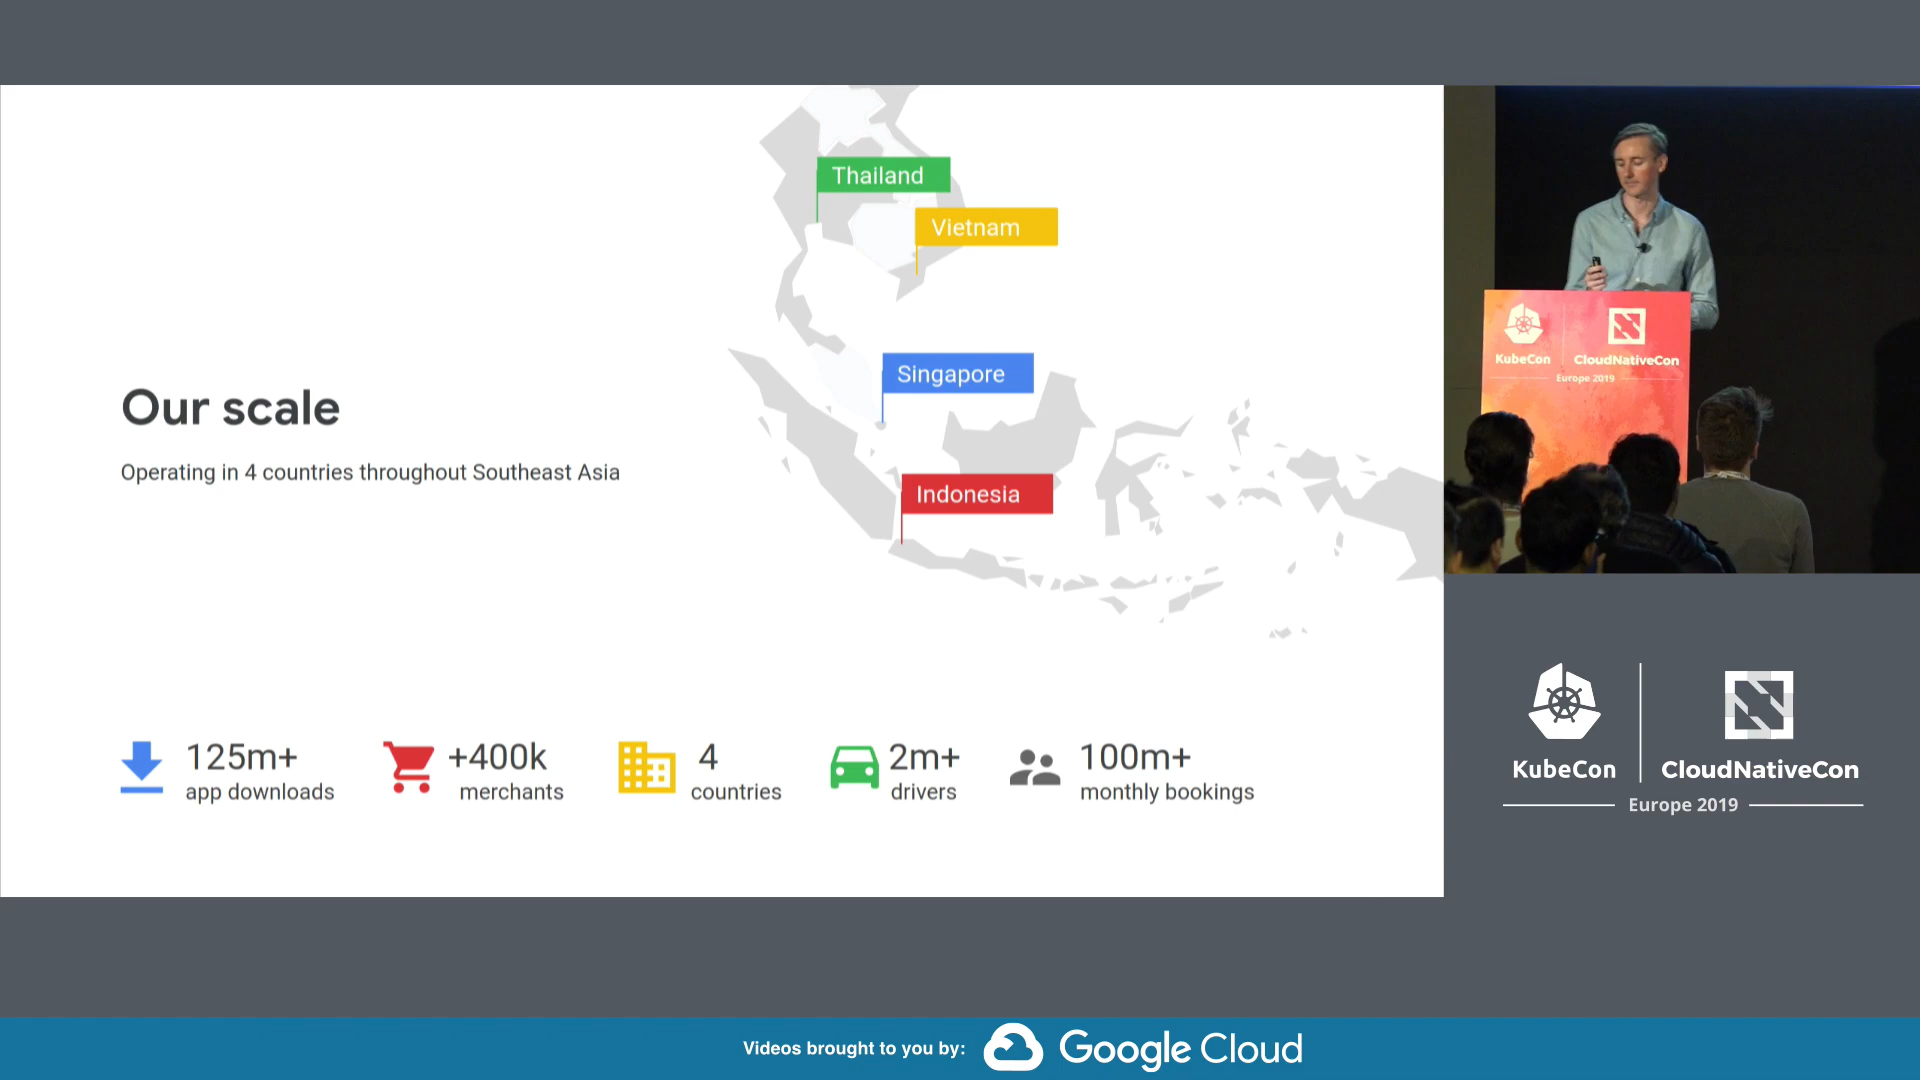 Thailand
Vietnam
Singapore
Indonesia
Our scale
Operating in 4 countries throughout Southeast Asia
125m+
app downloads
+400k
merchants
4
countries
2m+
drivers
100m+
monthly bookings
KubeCon
CloudNativeCon
Europe 2019
KubeCon
CloudNativeCon
Europe 2019
Videos brought to you by:
Google Cloud